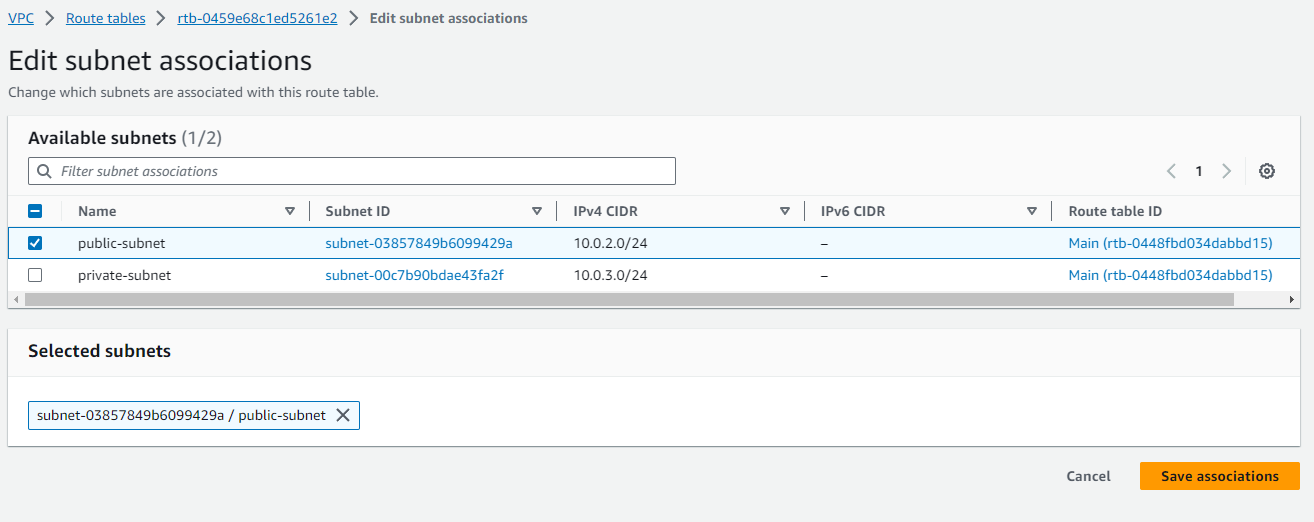 VPC > Route tables > rtb-0459e68c1ed5261e2 > Edit subnet associations
Edit subnet associations
Change which subnets are associated with this route table.
Available subnets (1/2)
Filter subnet associations
1
Name Subnet ID IPv4 CIDR IPv6 CIDR Route table ID
public-subnet subnet-03857849b6099429a 10.0.2.0/24 – Main (rtb-0448fbd034dabbd15)
private-subnet subnet-00c7b90bdae43fa2f 10.0.3.0/24 – Main (rtb-0448fbd034dabbd15)
Selected subnets
subnet-03857849b6099429a / public-subnet
Cancel Save associations